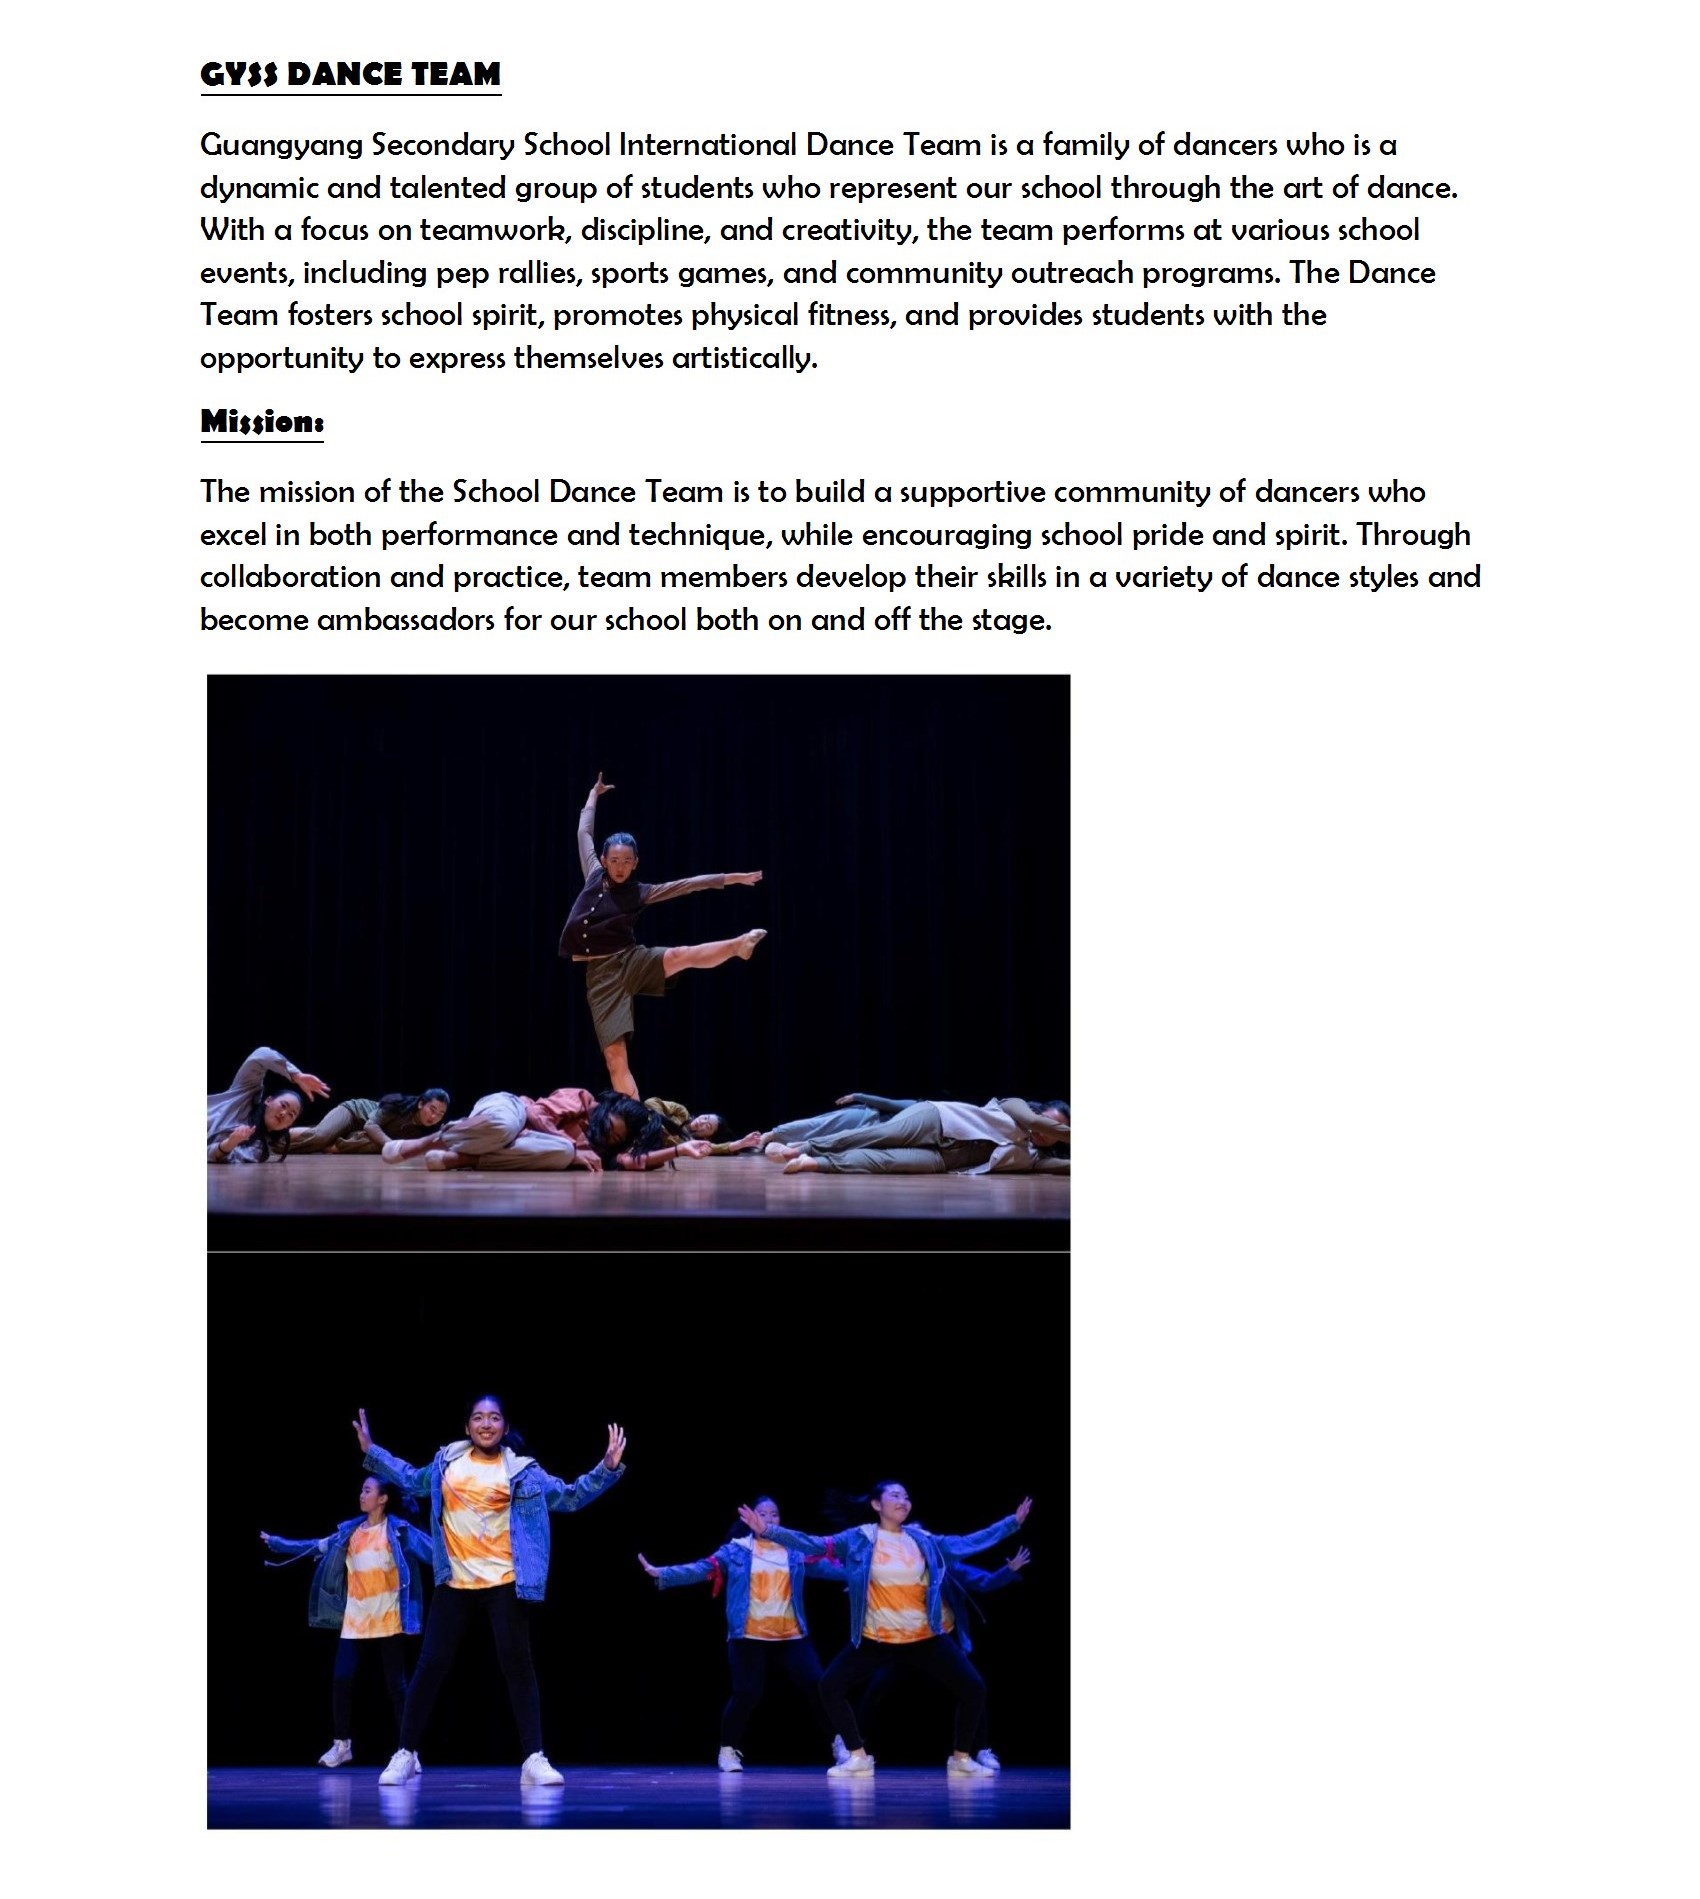 GYSS DANCE TEAM
Guangyang Secondary School International Dance Team is a family of dancers who is a
dynamic and talented group of students who represent our school through the art of dance.
With a focus on teamwork, discipline, and creativity, the team performs at various school
events, including pep rallies, sports games, and community outreach programs. The Dance
Team fosters school spirit, promotes physical fitness, and provides students with the
opportunity to express themselves artistically.
Mission:
The mission of the School Dance Team is to build a supportive community of dancers who
excel in both performance and technique, while encouraging school pride and spirit. Through
collaboration and practice, team members develop their skills in a variety of dance styles and
become ambassadors for our school both on and off the stage.